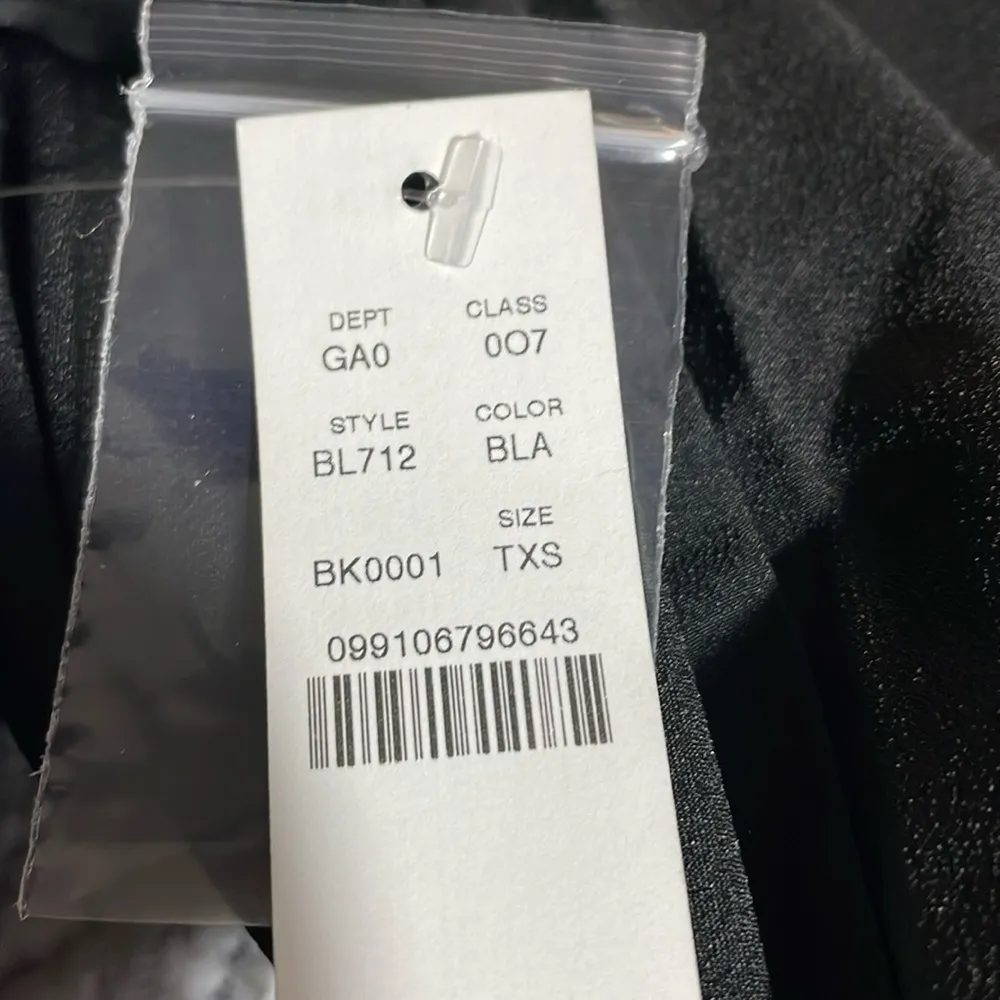 DEPT CLASS
GA0 0O7
STYLE COLOR
BL712 BLA
SIZE
BK0001 TXS
099106796643